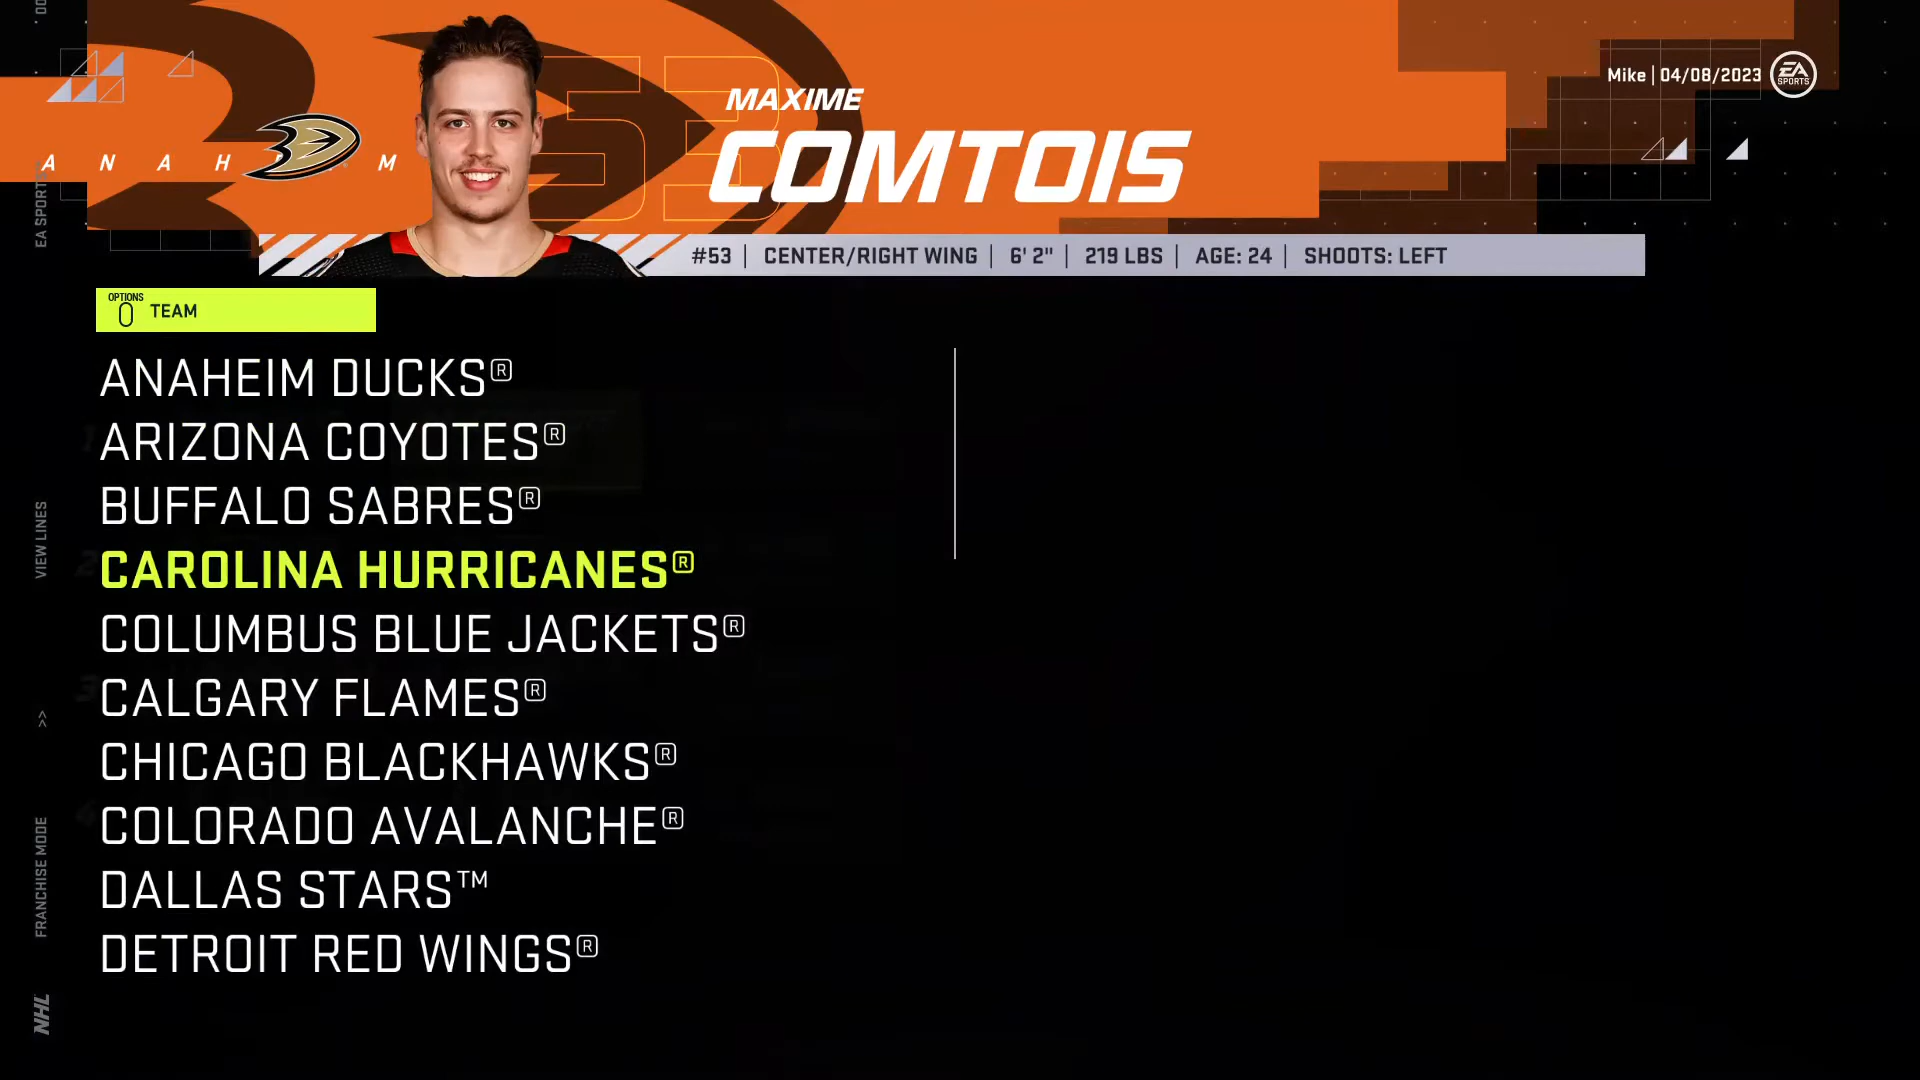 MAXIME
COMTOIS
53
Mike | 04/08/2023
EA SPORTS
#53 | CENTER/RIGHT WING | 6' 2" | 219 LBS | AGE: 24 | SHOOTS: LEFT
OPTIONS
TEAM
ANAHEIM DUCKS®
ARIZONA COYOTES®
BUFFALO SABRES®
CAROLINA HURRICANES®
COLUMBUS BLUE JACKETS®
CALGARY FLAMES®
CHICAGO BLACKHAWKS®
COLORADO AVALANCHE®
DALLAS STARS™
DETROIT RED WINGS®
EA SPORTS
VIEW LINES
>>
FRANCHISE MODE
NHL